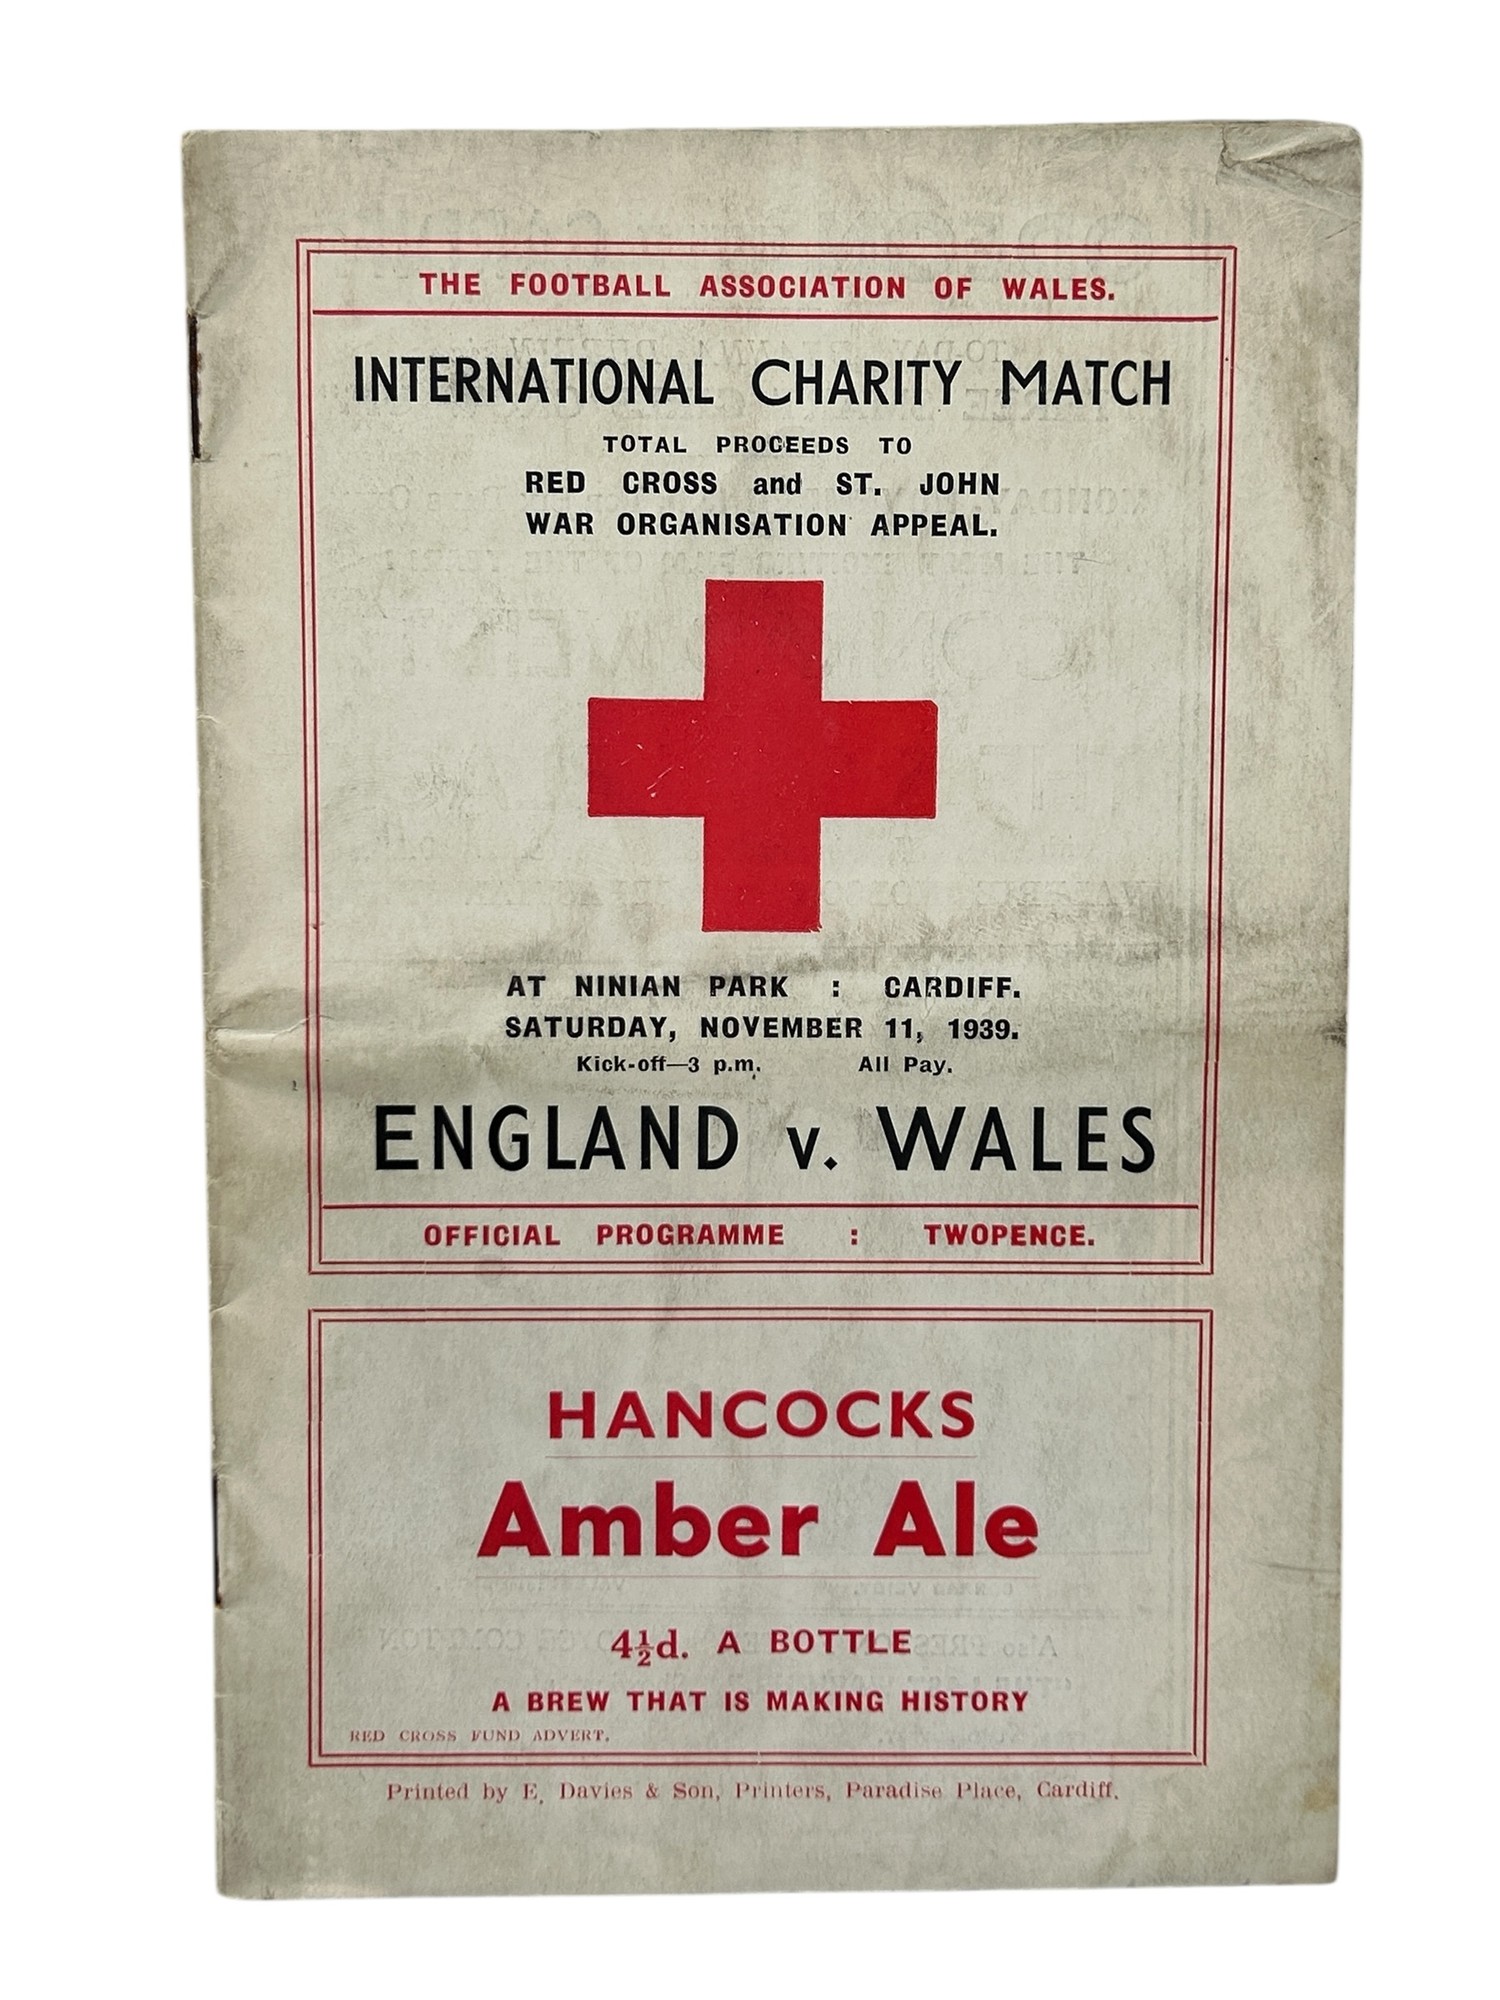 THE FOOTBALL ASSOCIATION OF WALES.
INTERNATIONAL CHARITY MATCH
TOTAL PROCEEDS TO
RED CROSS and ST. JOHN
WAR ORGANISATION APPEAL.
AT NINIAN PARK : CARDIFF.
SATURDAY, NOVEMBER 11, 1939.
Kick-off—3 p.m. All Pay.
ENGLAND v. WALES
OFFICIAL PROGRAMME : TWOPENCE.
HANCOCKS
Amber Ale
4½d. A BOTTLE
A BREW THAT IS MAKING HISTORY
RED CROSS FUND ADVERT.
Printed by E. Davies & Son, Printers, Paradise Place, Cardiff.